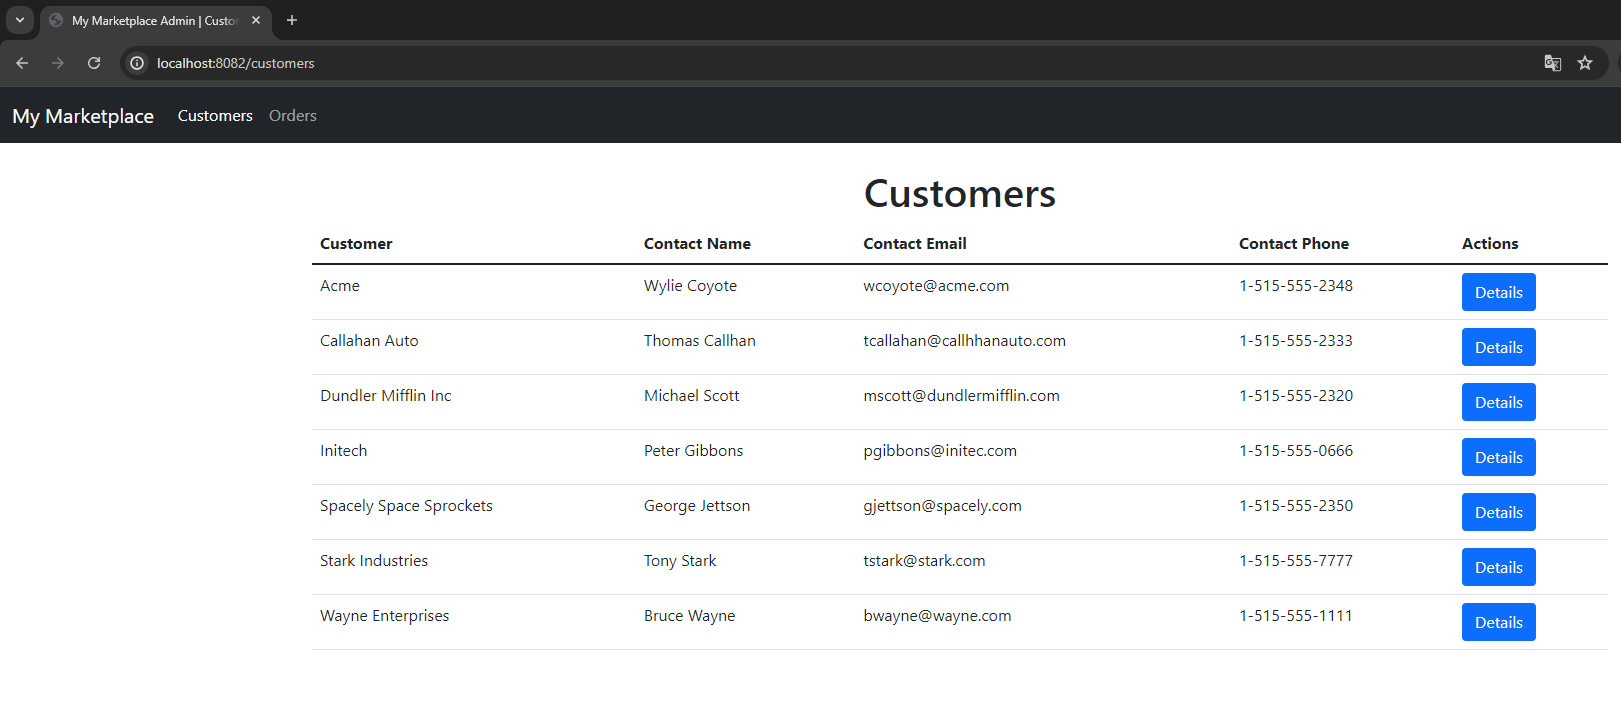 My Marketplace Admin | Custo
localhost:8082/customers
My Marketplace Customers Orders
Customers
Customer Contact Name Contact Email Contact Phone Actions
Acme Wylie Coyote wcoyote@acme.com 1-515-555-2348 Details
Callahan Auto Thomas Callhan tcallahan@callhhanauto.com 1-515-555-2333 Details
Dundler Mifflin Inc Michael Scott mscott@dundlermifflin.com 1-515-555-2320 Details
Initech Peter Gibbons pgibbons@initec.com 1-515-555-0666 Details
Spacely Space Sprockets George Jettson gjettson@spacely.com 1-515-555-2350 Details
Stark Industries Tony Stark tstark@stark.com 1-515-555-7777 Details
Wayne Enterprises Bruce Wayne bwayne@wayne.com 1-515-555-1111 Details